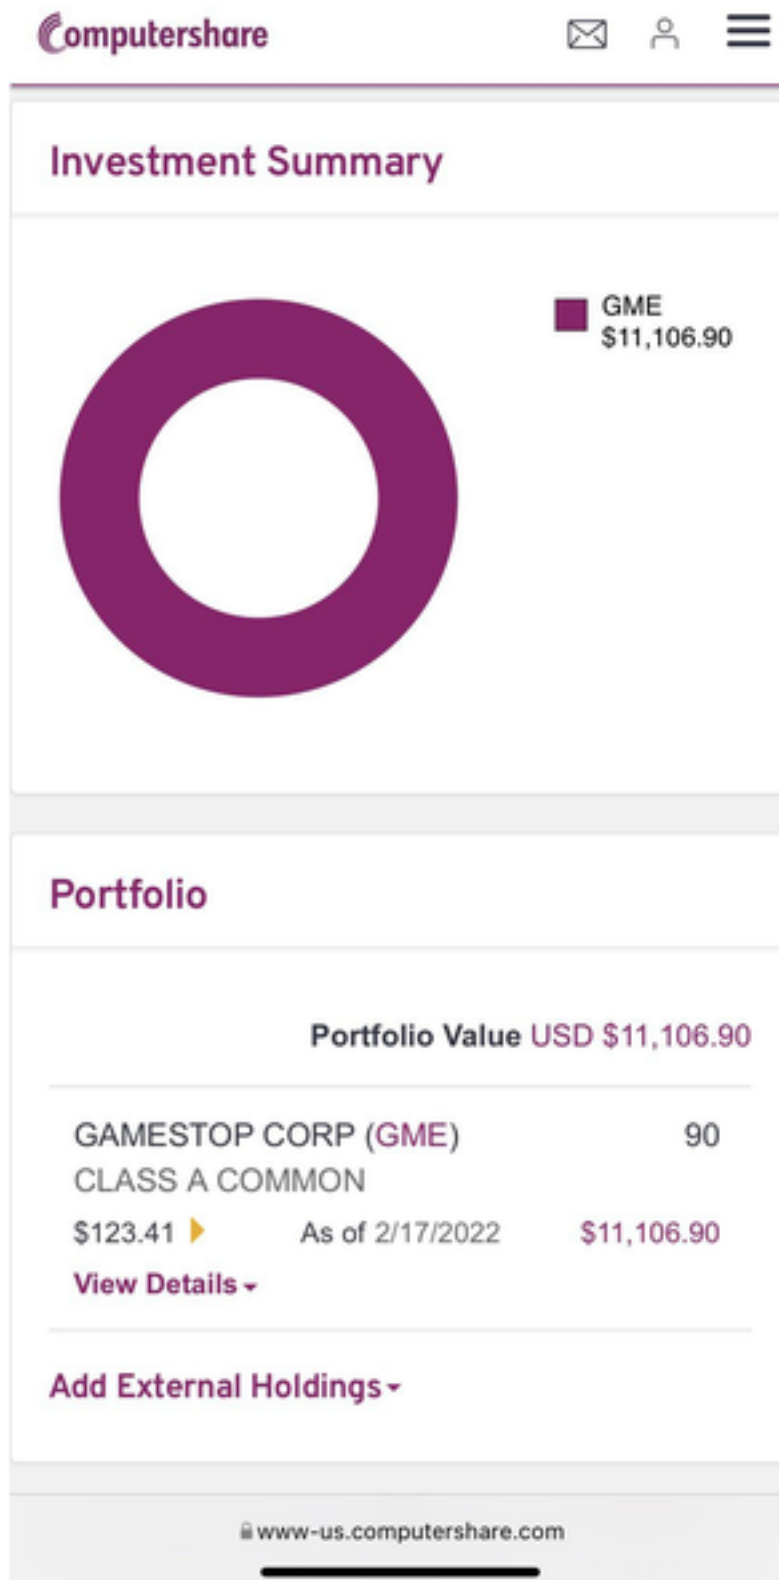 Computershare
Investment Summary
GME
$11,106.90
Portfolio
Portfolio Value USD $11,106.90
GAMESTOP CORP (GME) 90
CLASS A COMMON
$123.41 As of 2/17/2022 $11,106.90
View Details
Add External Holdings
www-us.computershare.com